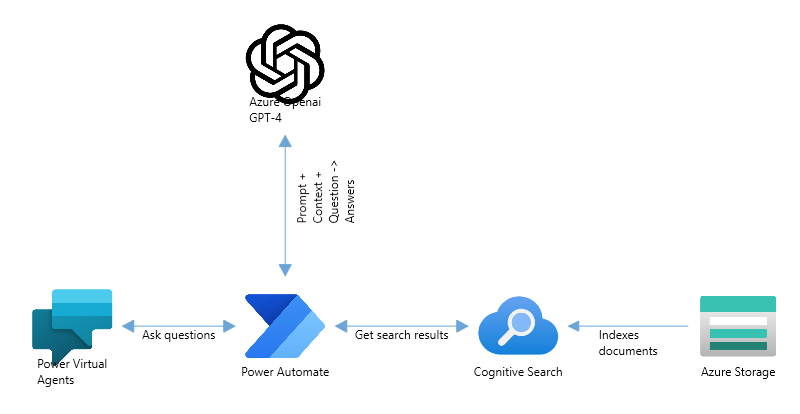 Azure Openai
GPT-4
Prompt +
Context +
Question ->
Answers
Ask questions
Get search results
Indexes
documents
Power Virtual
Agents
Power Automate
Cognitive Search
Azure Storage